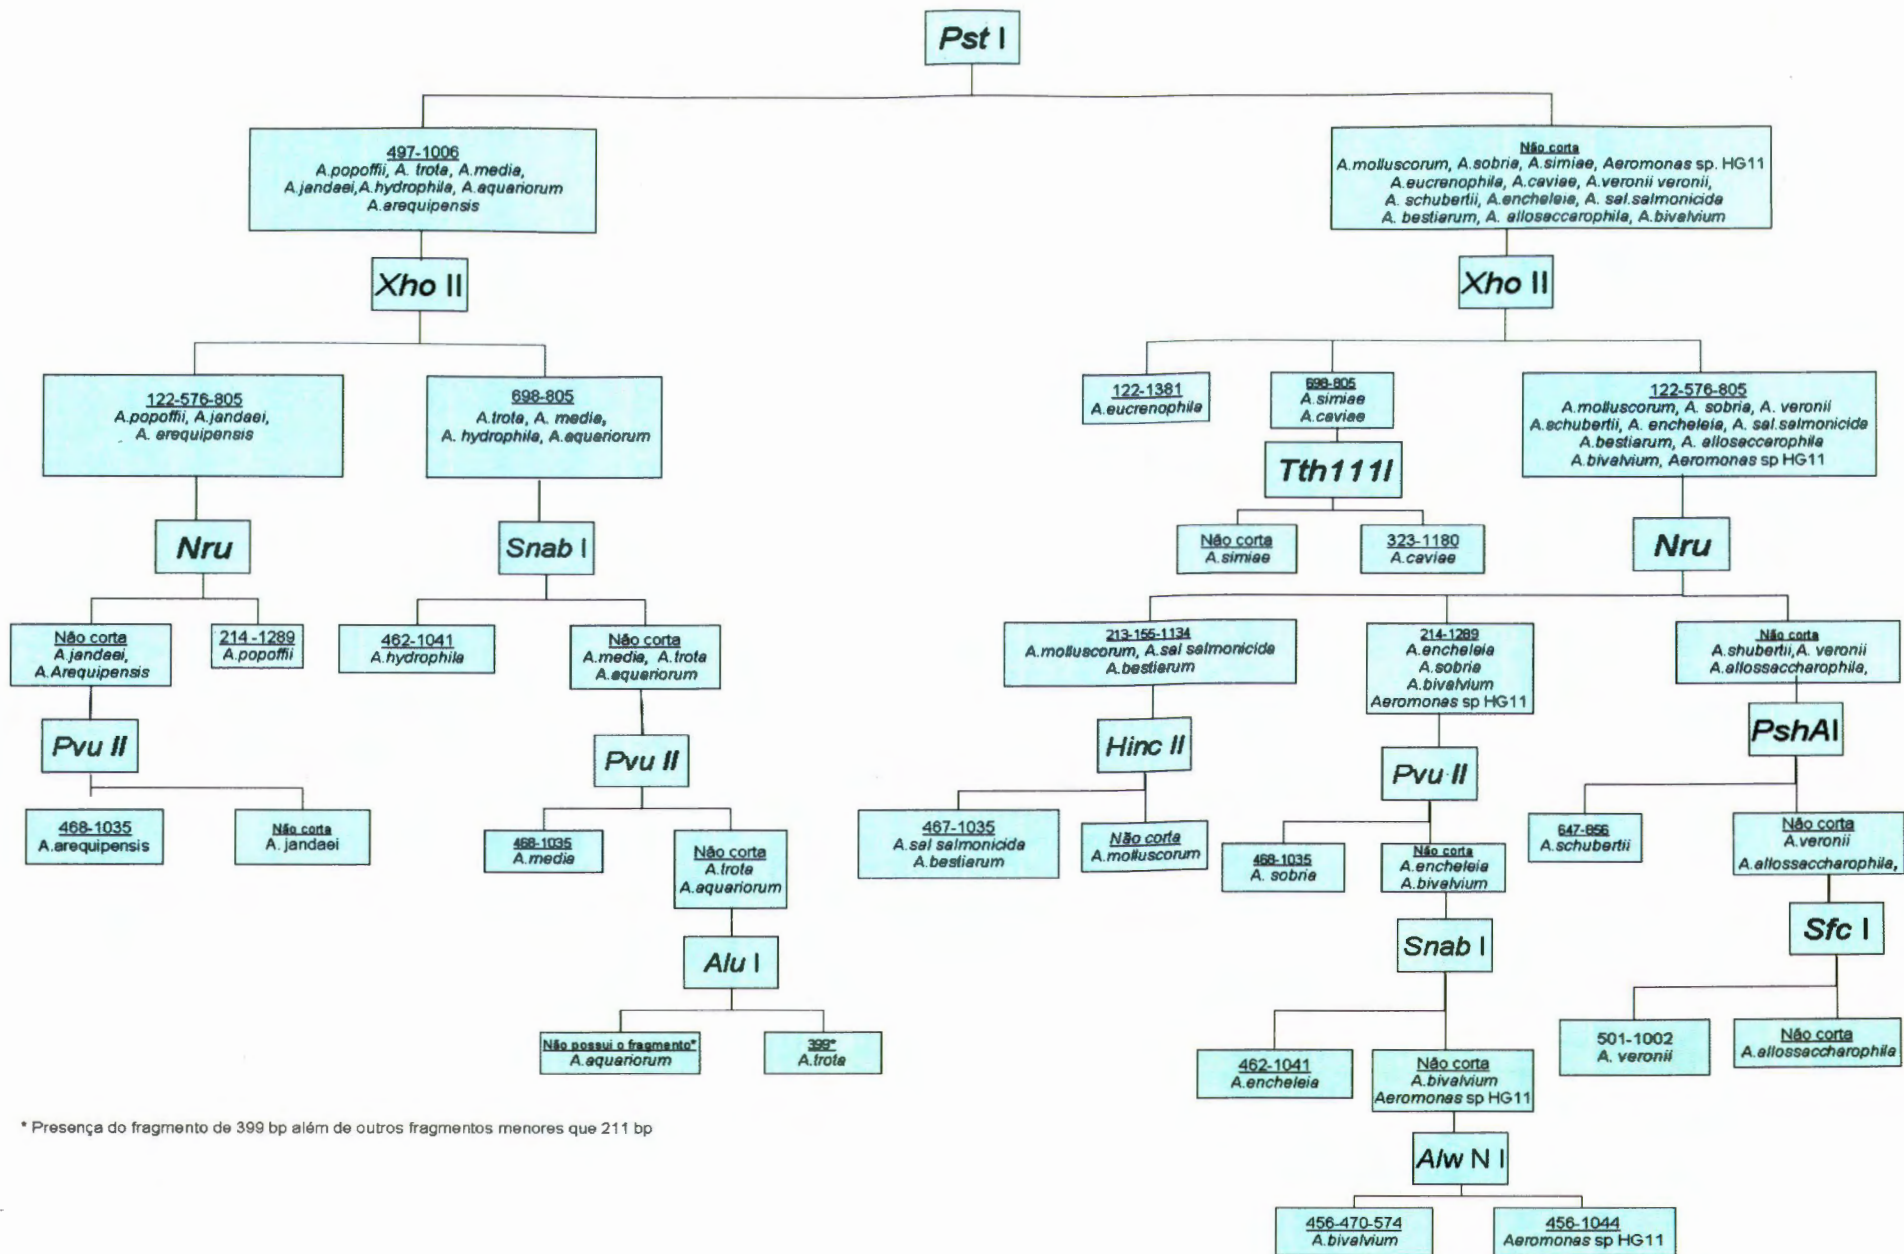 Pst I
497-1006
A.popoffii, A. trota, A.media,
A.jandaei,A.hydrophila, A.aquariorum
A.arequipensis
Não corta
A.molluscorum, A.sobria, A.simiae, Aeromonas sp. HG11
A.eucrenophila, A.caviae, A.veronii veronii,
A. schubertii, A.encheleia, A. sal.salmonicida
A. bestiarum, A. allosaccarophila, A.bivalvium
Xho II
Xho II
122-576-805
A.popoffii, A.jandaei,
A. arequipensis
698-805
A.trota, A. media,
A. hydrophila, A.aquariorum
122-1381
A.eucrenophila
698-805
A.simiae
A.caviae
122-576-805
A.molluscorum, A. sobria, A. veronii
A.schubertii, A. encheleia, A. sal.salmonicida
A.bestiarum, A. allosaccarophila
A.bivalvium, Aeromonas sp HG11
Tth111I
Nru
Snab I
Não corta
A.simiae
323-1180
A.caviae
Nru
Não corta
A.jandaei,
A.Arequipensis
214 -1289
A.popoffii
462-1041
A.hydrophila
Não corta
A.media, A.trota
A.aquariorum
213-155-1134
A.molluscorum, A.sal salmonicida
A.bestiarum
214-1289
A.encheleia
A.sobria
A.bivalvium
Aeromonas sp HG11
Não corta
A.shubertii,A. veronii
A.allossaccharophila,
Pvu II
Pvu II
Hinc II
Pvu II
PshAI
468-1035
A.arequipensis
Não corta
A. jandaei
468-1035
A.media
Não corta
A.trota
A.aquariorum
467-1035
A.sal salmonicida
A.bestiarum
Não corta
A.molluscorum
468-1035
A. sobria
Não corta
A.encheleia
A.bivalvium
647-856
A.schubertii
Não corta
A.veronii
A.allossaccharophila,
Alu I
Snab I
Sfc I
Não possui o fragmento*
A.aquariorum
399*
A.trota
462-1041
A.encheleia
Não corta
A.bivalvium
Aeromonas sp HG11
501-1002
A. veronii
Não corta
A.allossaccharophila
* Presença do fragmento de 399 bp além de outros fragmentos menores que 211 bp
Alw N I
456-470-574
A.bivalvium
456-1044
Aeromonas sp HG11